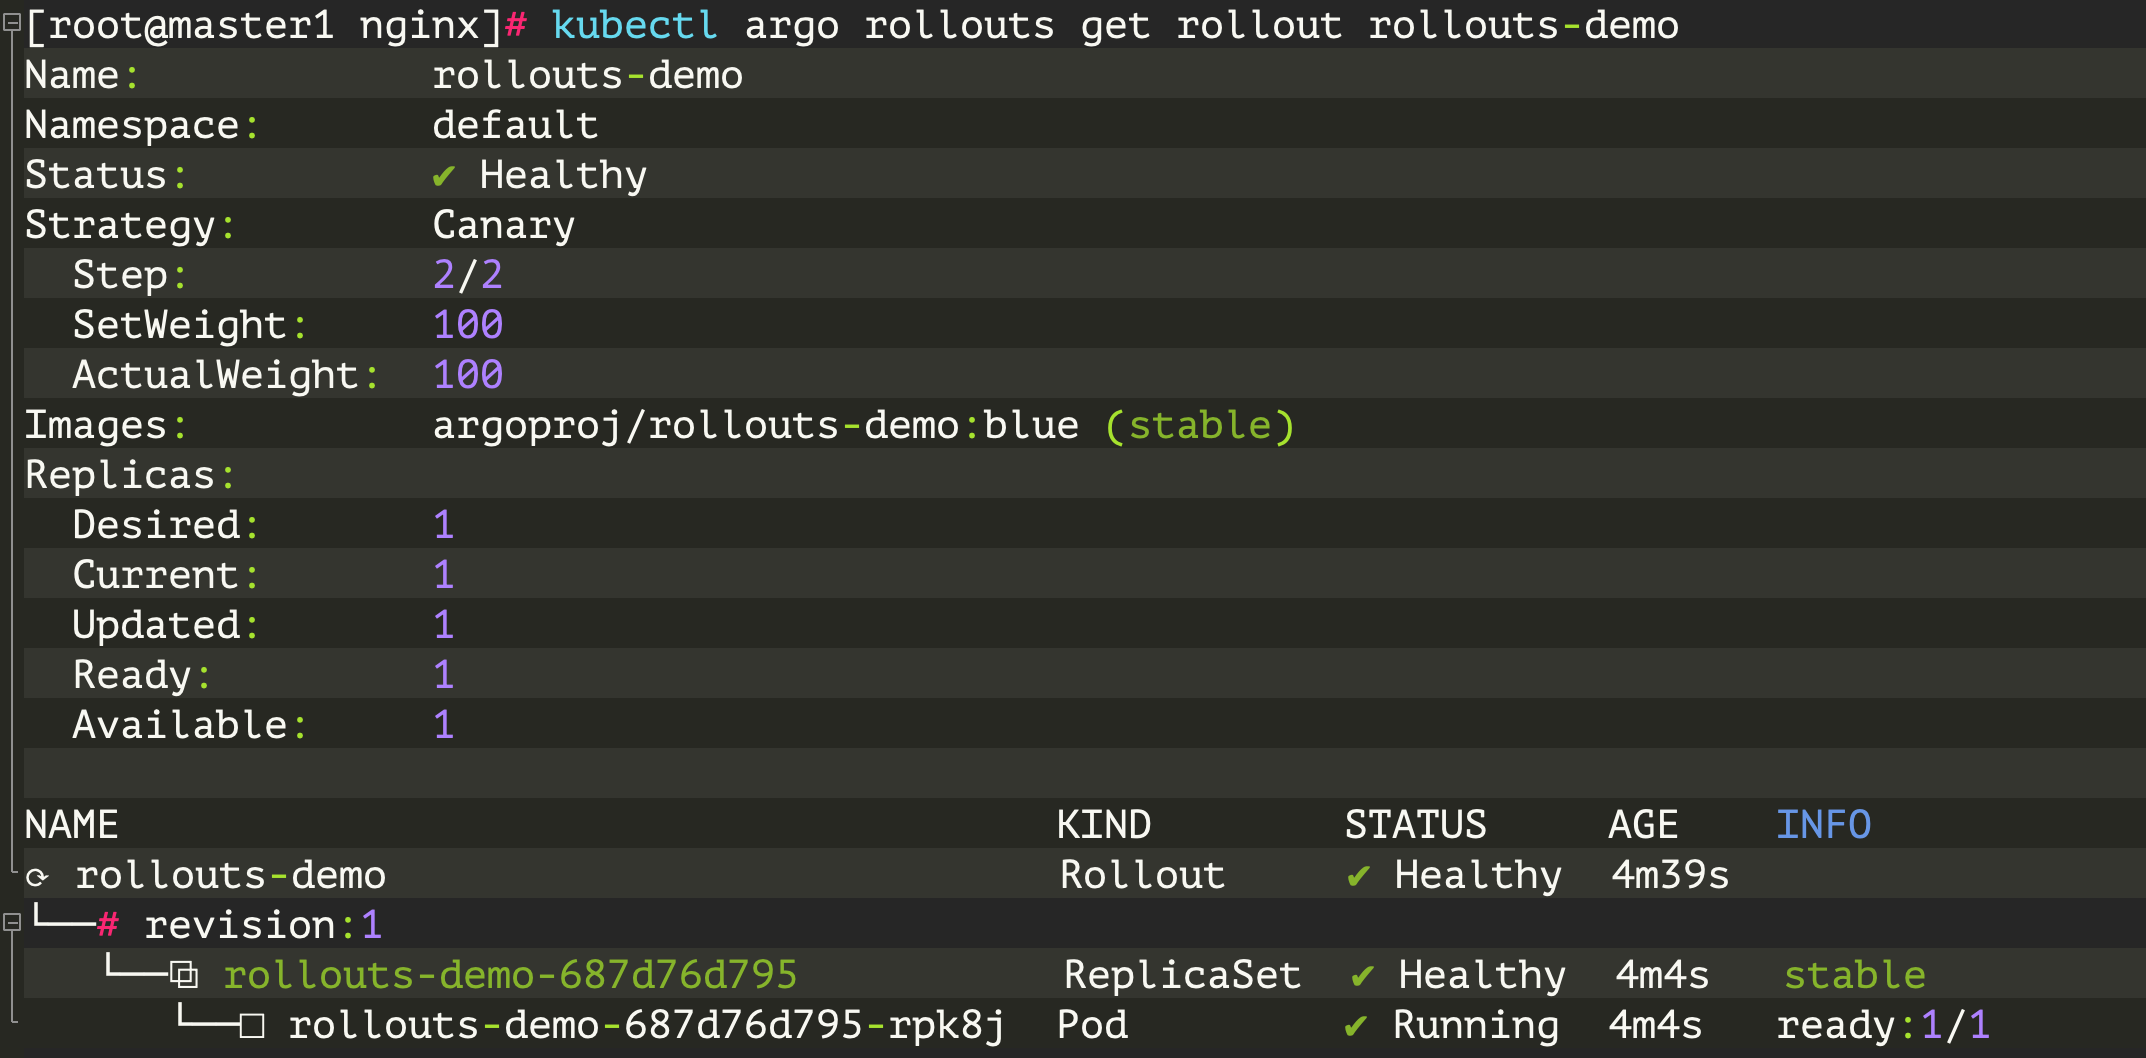 [root@master1 nginx]# kubectl argo rollouts get rollout rollouts-demo
Name:            rollouts-demo
Namespace:       default
Status:          ✔ Healthy
Strategy:        Canary
  Step:          2/2
  SetWeight:     100
  ActualWeight:  100
Images:          argoproj/rollouts-demo:blue (stable)
Replicas:
  Desired:       1
  Current:       1
  Updated:       1
  Ready:         1
  Available:     1
NAME                                       KIND        STATUS     AGE    INFO
⟳ rollouts-demo                            Rollout     ✔ Healthy  4m39s
└──# revision:1
   └──⧉ rollouts-demo-687d76d795           ReplicaSet  ✔ Healthy  4m4s   stable
      └──□ rollouts-demo-687d76d795-rpk8j  Pod         ✔ Running  4m4s   ready:1/1